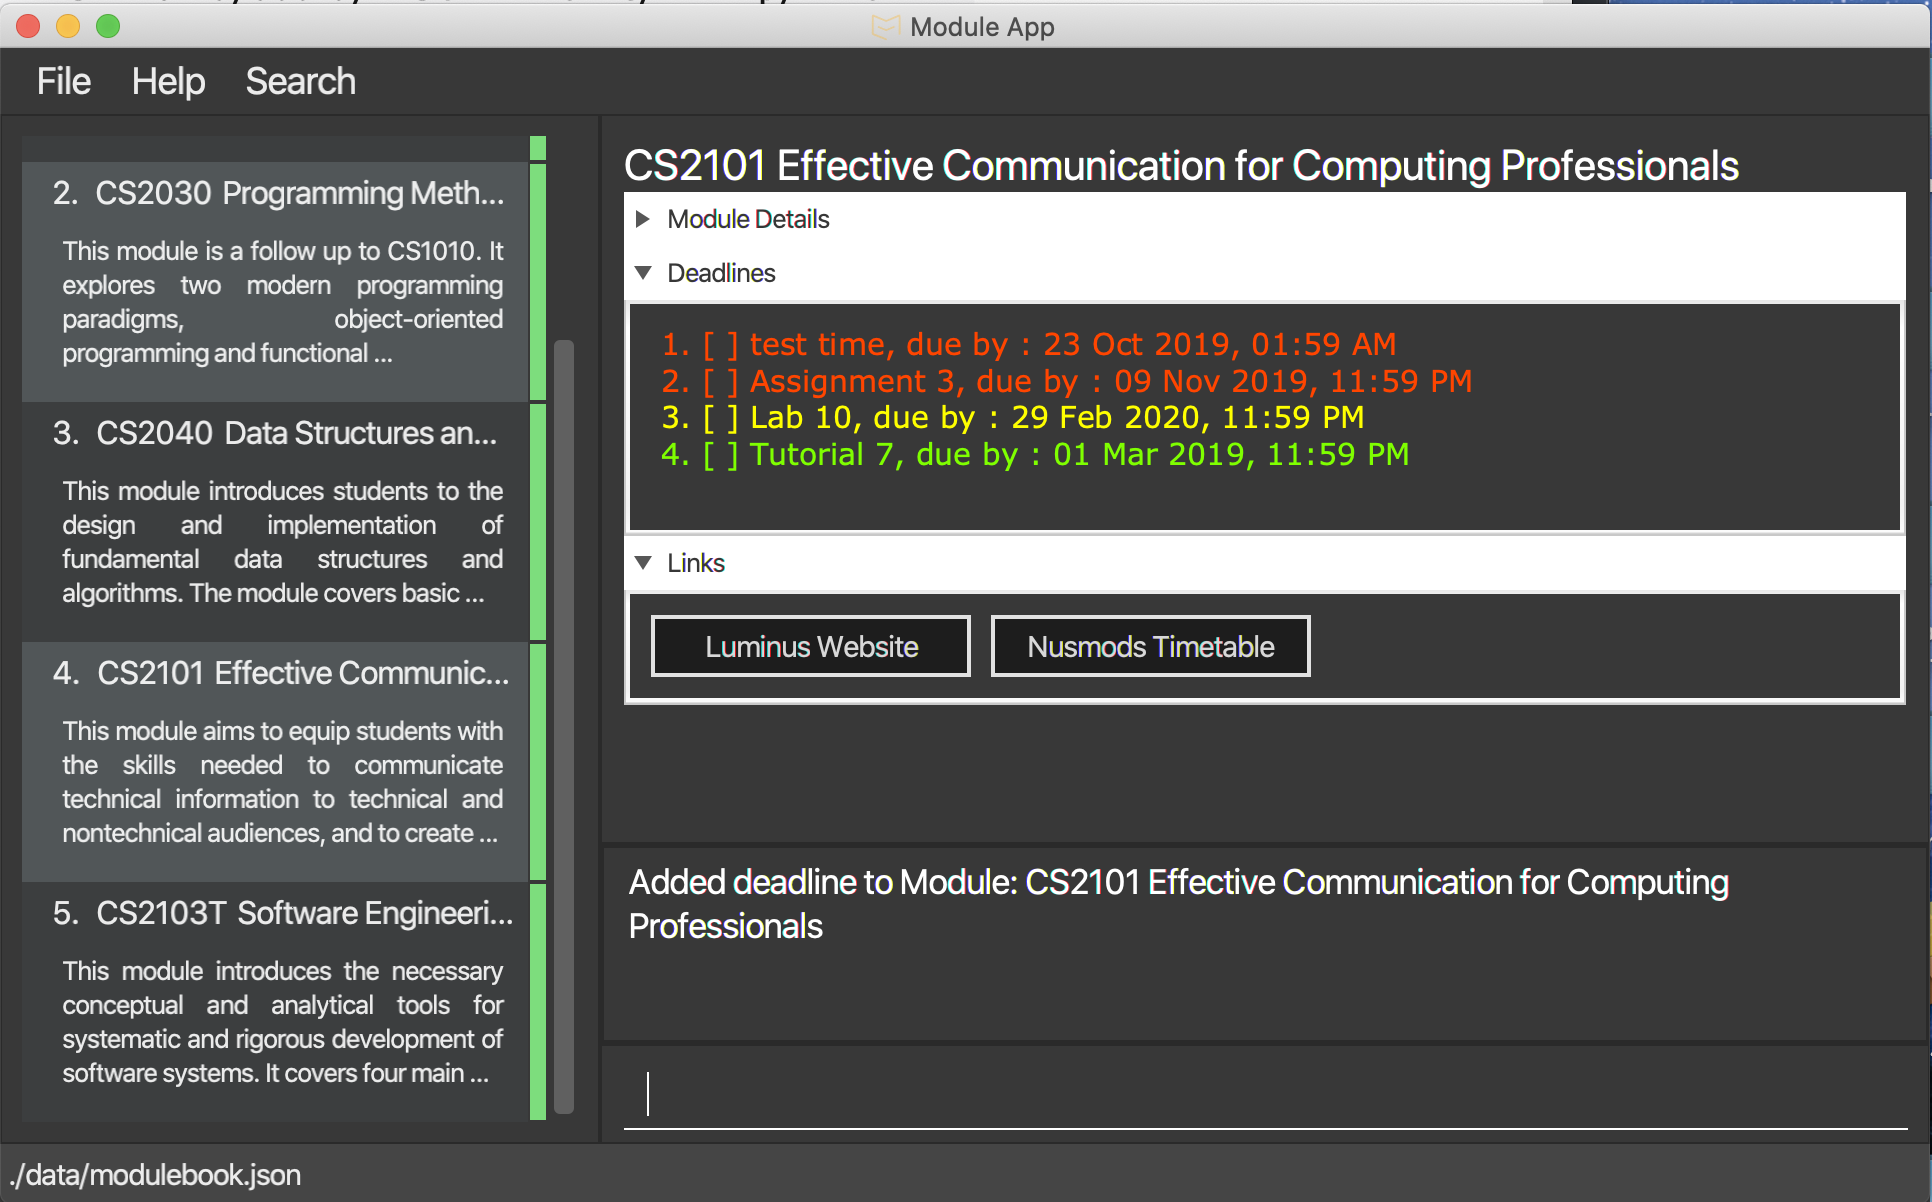 Module App
File Help Search
2. CS2030 Programming Meth...
This module is a follow up to CS1010. It
explores two modern programming
paradigms, object-oriented
programming and functional ...
3. CS2040 Data Structures an...
This module introduces students to the
design and implementation of
fundamental data structures and
algorithms. The module covers basic ...
4. CS2101 Effective Communic...
This module aims to equip students with
the skills needed to communicate
technical information to technical and
nontechnical audiences, and to create ...
5. CS2103T Software Engineeri...
This module introduces the necessary
conceptual and analytical tools for
systematic and rigorous development of
software systems. It covers four main ...
CS2101 Effective Communication for Computing Professionals
Module Details
Deadlines
1. [ ] test time, due by : 23 Oct 2019, 01:59 AM
2. [ ] Assignment 3, due by : 09 Nov 2019, 11:59 PM
3. [ ] Lab 10, due by : 29 Feb 2020, 11:59 PM
4. [ ] Tutorial 7, due by : 01 Mar 2019, 11:59 PM
Links
Luminus Website Nusmods Timetable
Added deadline to Module: CS2101 Effective Communication for Computing
Professionals
./data/modulebook.json